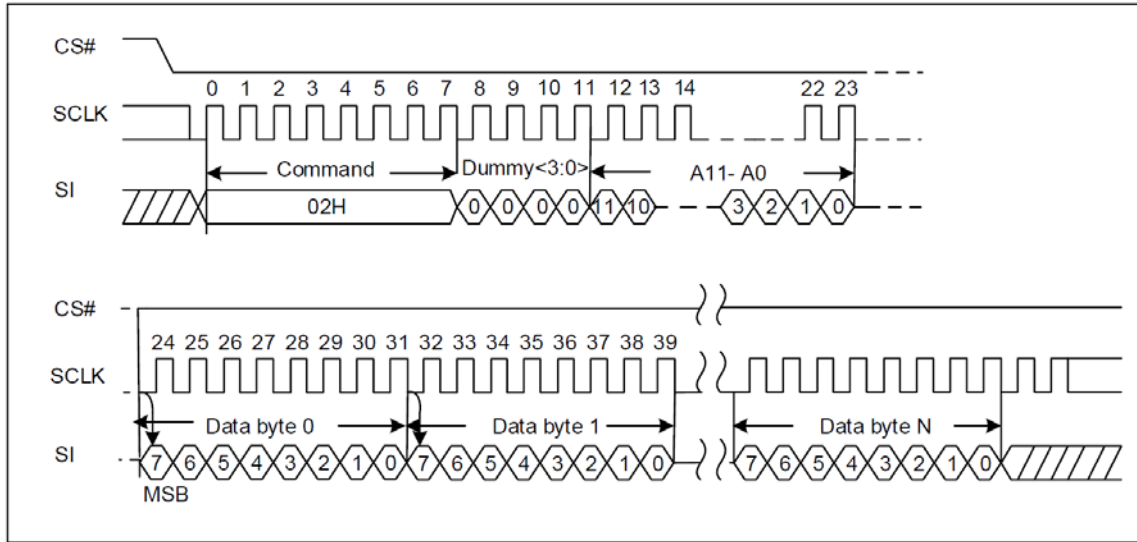 CS#
0 1 2 3 4 5 6 7 8 9 10 11 12 13 14 22 23
SCLK
Command Dummy<3:0> A11- A0
SI
02H 0 0 0 0 11 10 3 2 1 0
CS#
24 25 26 27 28 29 30 31 32 33 34 35 36 37 38 39
SCLK
Data byte 0 Data byte 1 Data byte N
SI 7 6 5 4 3 2 1 0 7 6 5 4 3 2 1 0 7 6 5 4 3 2 1 0
MSB